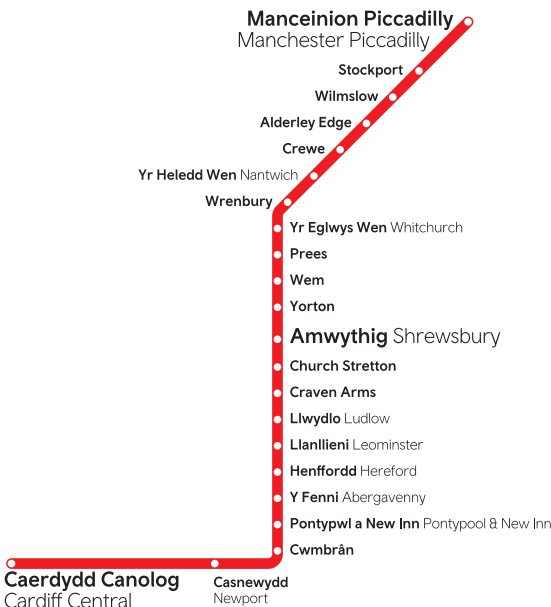 Manceinion Piccadilly
Manchester Piccadilly
Stockport
Wilmslow
Alderley Edge
Crewe
Yr Heledd Wen Nantwich
Wrenbury
Yr Eglwys Wen Whitchurch
Prees
Wem
Yorton
Amwythig Shrewsbury
Church Stretton
Craven Arms
Llwydlo Ludlow
Llanllieni Leominster
Henffordd Hereford
Y Fenni Abergavenny
Pontypwl a New Inn Pontypool & New Inn
Cwmbrân
Caerdydd Canolog
Cardiff Central
Casnewydd
Newport